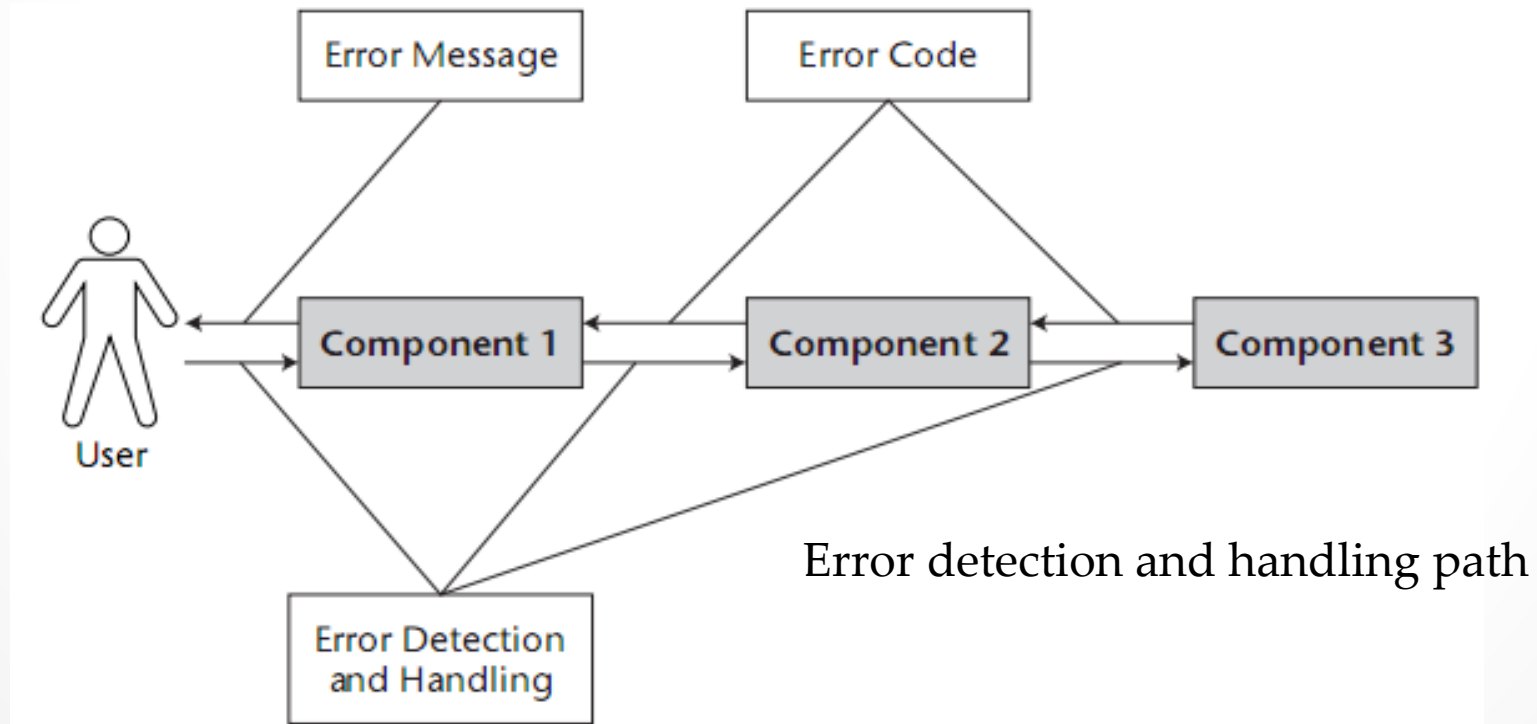 Error Message
Error Code
Component 1
Component 2
Component 3
User
Error detection and handling path
Error Detection
and Handling